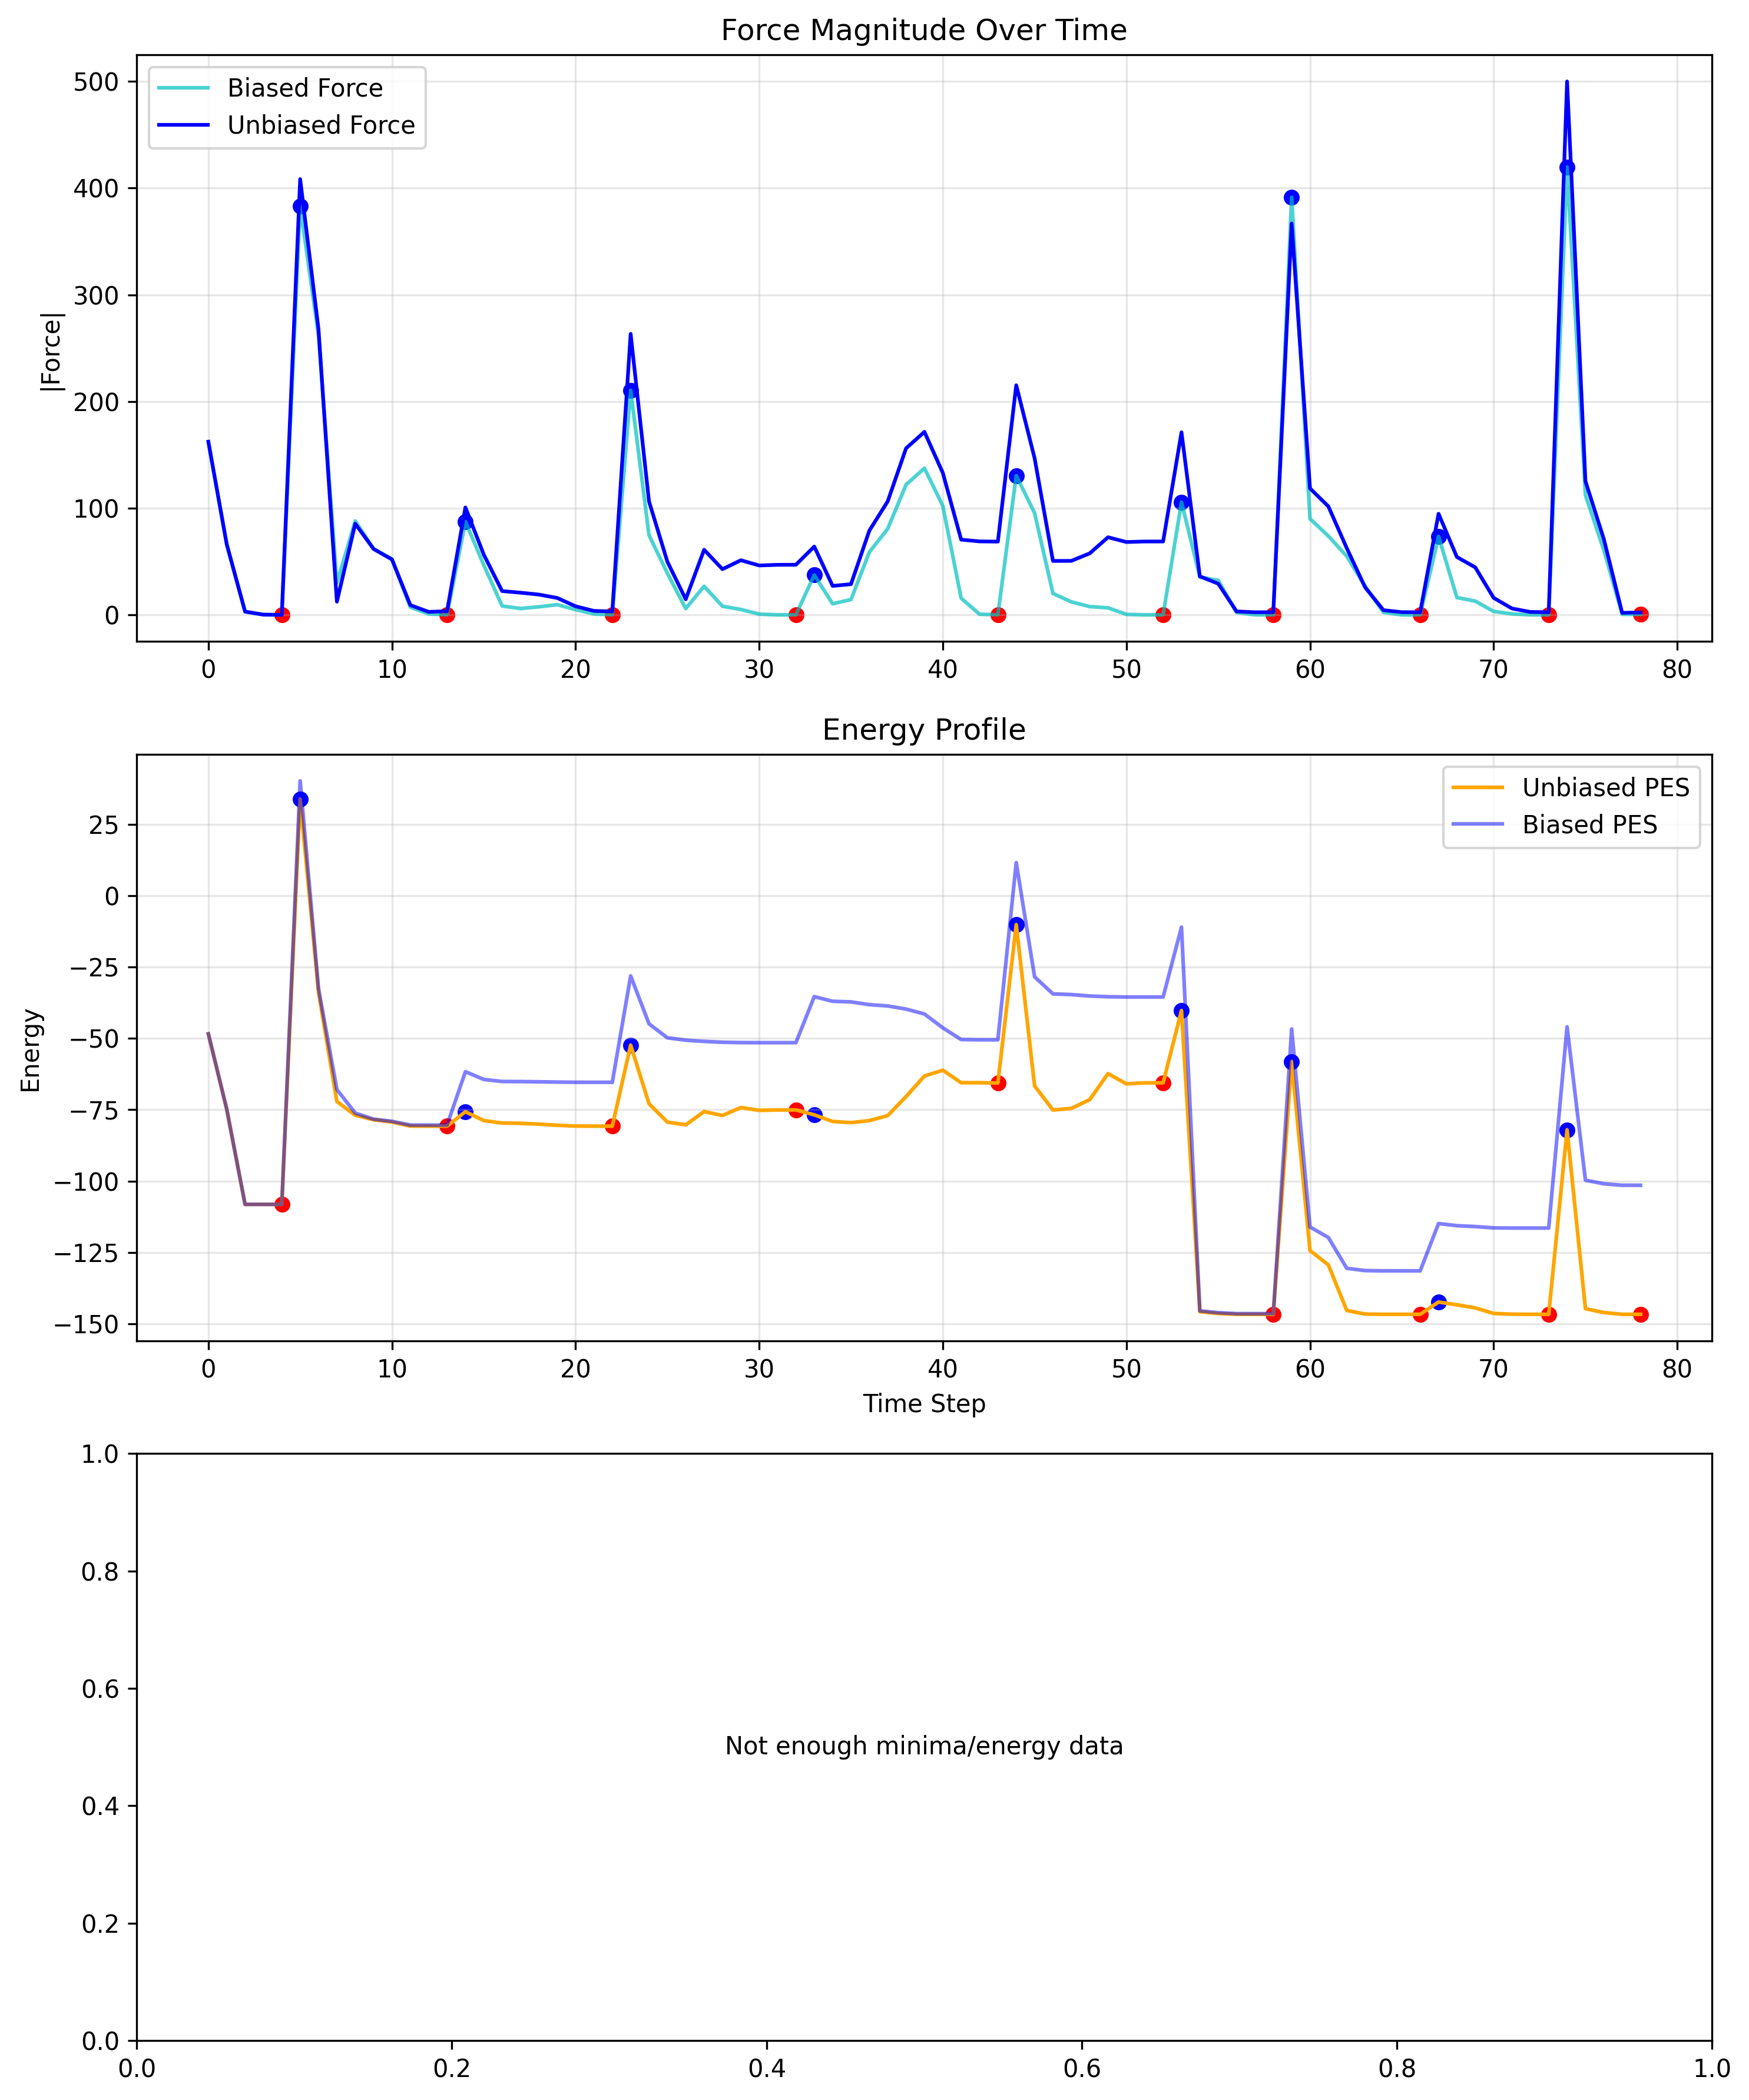 Force Magnitude Over Time
Biased Force
Unbiased Force
|Force|
500
400
300
200
100
0
0 10 20 30 40 50 60 70 80
Energy Profile
Unbiased PES
Biased PES
Energy
25
0
−25
−50
−75
−100
−125
−150
0 10 20 30 40 50 60 70 80
Time Step
1.0
0.8
0.6
0.4
0.2
0.0
Not enough minima/energy data
0.0 0.2 0.4 0.6 0.8 1.0